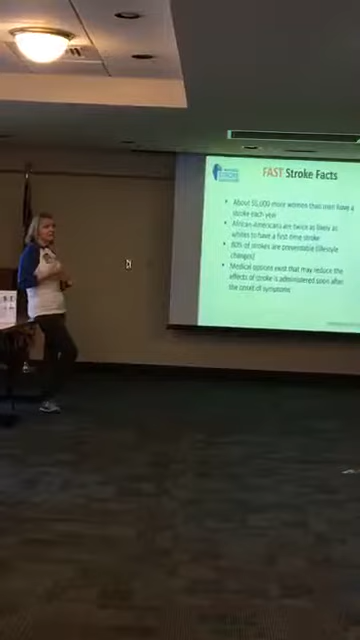 FAST Stroke Facts
• About 55,000 more women than men have a
stroke each year
• African-Americans are twice as likely as
whites to have a first-time stroke
• 80% of strokes are preventable (lifestyle
changes)
• Medical options exist that may reduce the
effects of stroke is administered soon after
the onset of symptoms